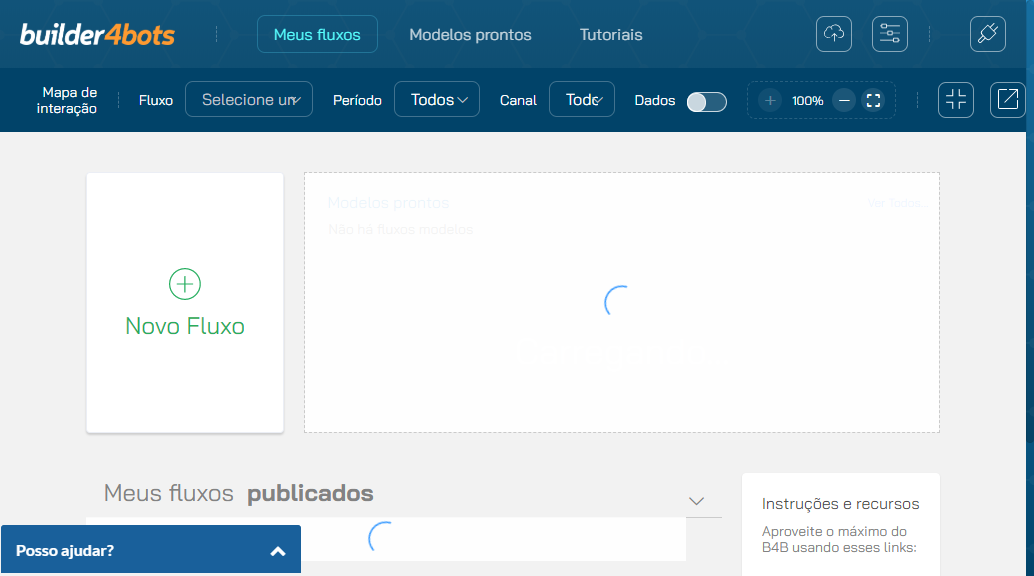 builder4bots
Meus fluxos
Modelos prontos
Tutoriais
Mapa de
interação
Fluxo
Selecione un
Período
Todos
Canal
Todc
Dados
100%
Novo Fluxo
Modelos prontos
ver todos...
Não há fluxos modelos
Meus fluxos publicados
Instruções e recursos
Aproveite o máximo do
B4B usando esses links:
Posso ajudar?